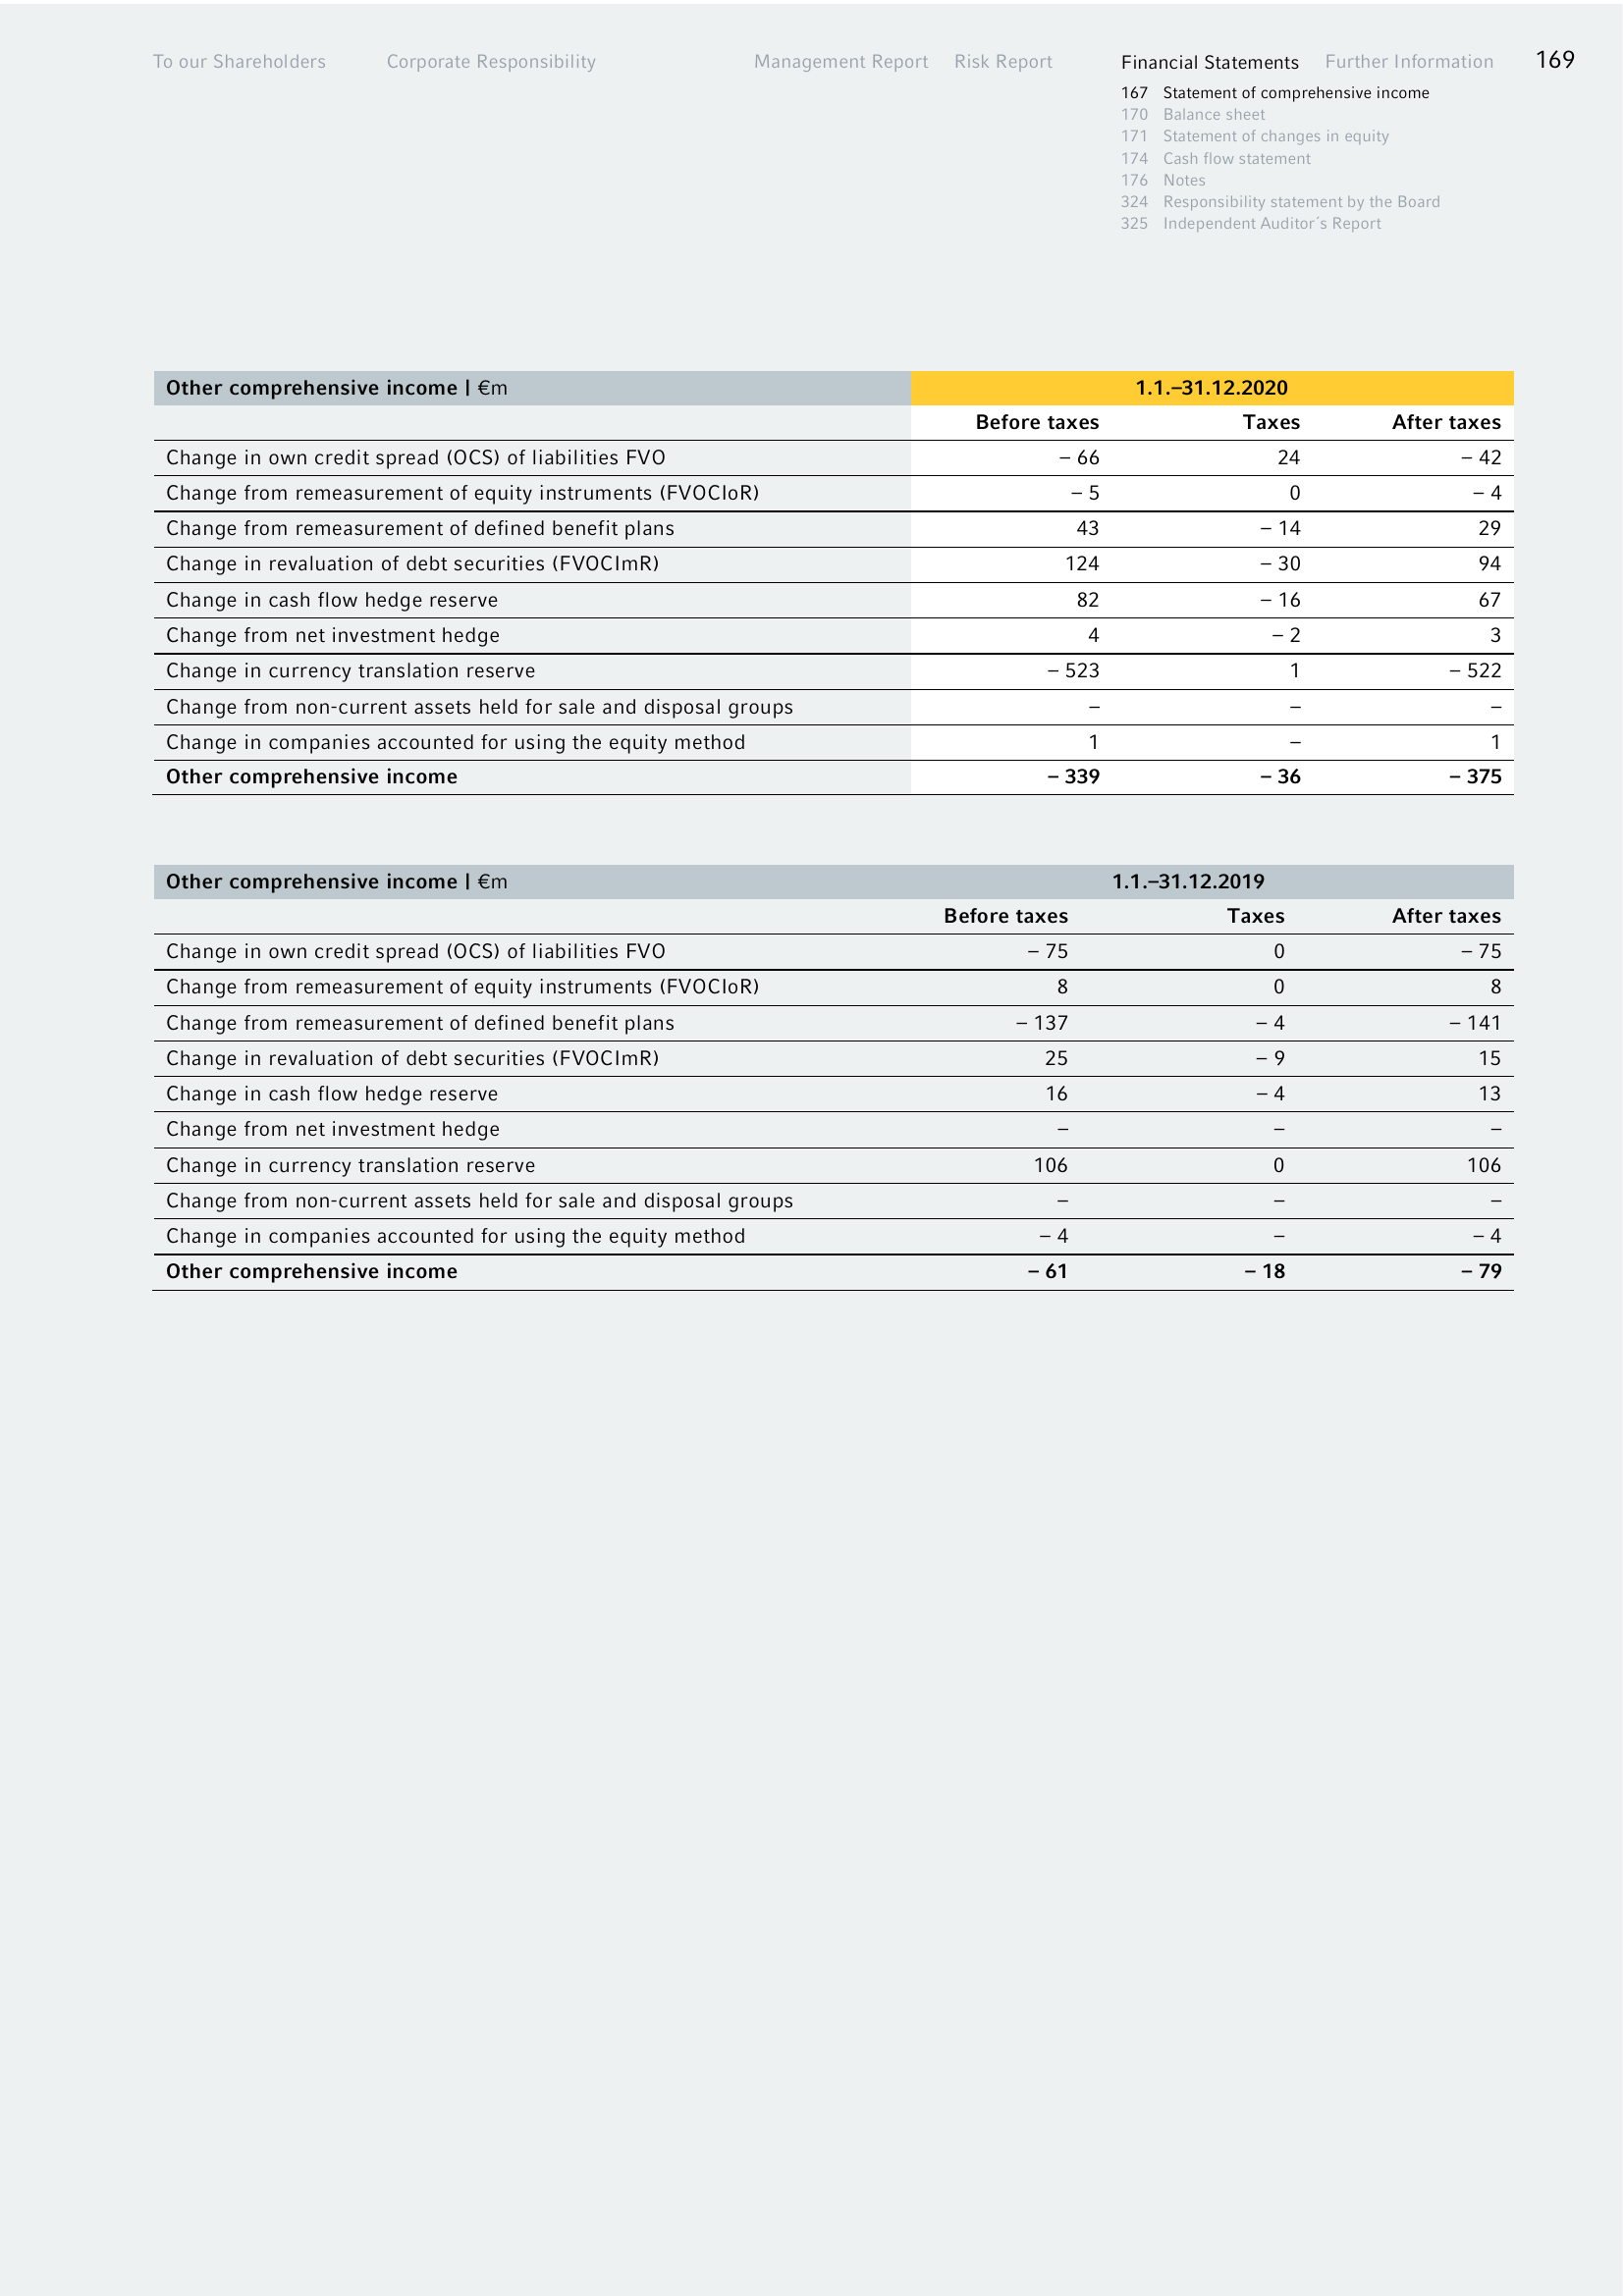 To our Shareholders Corporate Responsibility Management Report Risk Report Financial Statements Further Information 169
167 Statement of comprehensive income
170 Balance sheet
171 Statement of changes in equity
174 Cash flow statement
176 Notes
324 Responsibility statement by the Board
325 Independent Auditor´s Report
Other comprehensive income | €m 1.1.–31.12.2020
Before taxes Taxes After taxes
Change in own credit spread (OCS) of liabilities FVO – 66 24 – 42
Change from remeasurement of equity instruments (FVOCIoR) – 5 0 – 4
Change from remeasurement of defined benefit plans 43 – 14 29
Change in revaluation of debt securities (FVOCImR) 124 – 30 94
Change in cash flow hedge reserve 82 – 16 67
Change from net investment hedge 4 – 2 3
Change in currency translation reserve – 523 1 – 522
Change from non-current assets held for sale and disposal groups – – –
Change in companies accounted for using the equity method 1 – 1
Other comprehensive income – 339 – 36 – 375
Other comprehensive income | €m 1.1.–31.12.2019
Before taxes Taxes After taxes
Change in own credit spread (OCS) of liabilities FVO – 75 0 – 75
Change from remeasurement of equity instruments (FVOCIoR) 8 0 8
Change from remeasurement of defined benefit plans – 137 – 4 – 141
Change in revaluation of debt securities (FVOCImR) 25 – 9 15
Change in cash flow hedge reserve 16 – 4 13
Change from net investment hedge – – –
Change in currency translation reserve 106 0 106
Change from non-current assets held for sale and disposal groups – – –
Change in companies accounted for using the equity method – 4 – – 4
Other comprehensive income – 61 – 18 – 79